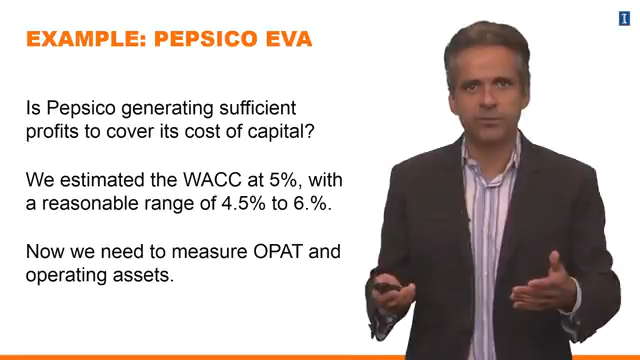 I
EXAMPLE: PEPSICO EVA
Is Pepsico generating sufficient
profits to cover its cost of capital?
We estimated the WACC at 5%, with
a reasonable range of 4.5% to 6.%.
Now we need to measure OPAT and
operating assets.